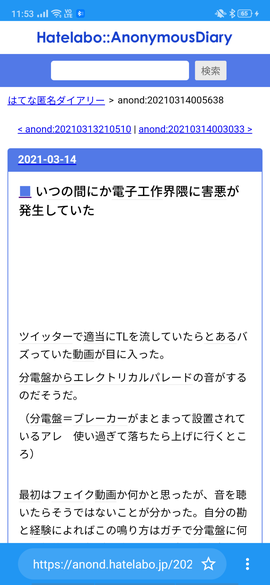 11:53
65
Hatelabo::AnonymousDiary
検索
はてな匿名ダイアリー > anond:20210314005638
< anond:20210313210510 | anond:20210314003033 >
2021-03-14
■ いつの間にか電子工作界隈に害悪が
発生していた
ツイッターで適当にTLを流していたらとあるバ
ズっていた動画が目に入った。
分電盤からエレクトリカルパレードの音がする
のだそうだ。
（分電盤＝ブレーカーがまとまって設置されて
いるアレ　使い過ぎて落ちたら上げに行くとこ
ろ）
最初はフェイク動画か何かと思ったが、音を聴
いたらそうではないことが分かった。自分の勘
と経験によればこの鳴り方はガチで分電盤に何
https://anond.hatelabo.jp/202